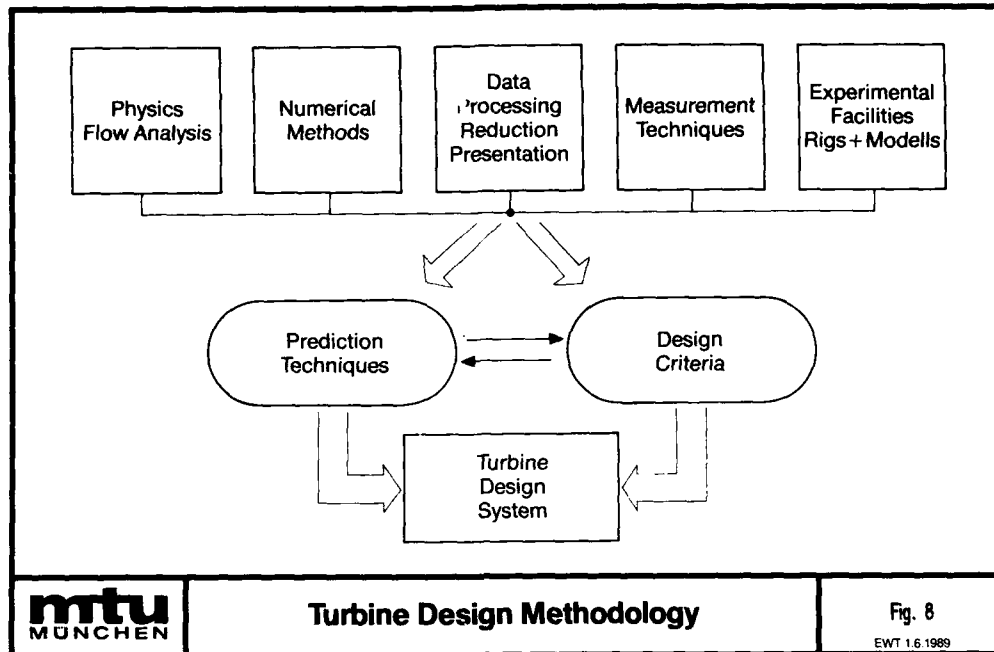 Physics
Flow Analysis
Numerical
Methods
Data
Processing
Reduction
Presentation
Measurement
Techniques
Experimental
Facilities
Rigs+Modells
Prediction
Techniques
Design
Criteria
Turbine
Design
System
mtu
MÜNCHEN
Turbine Design Methodology
Fig. 8
EWT 1.6.1989